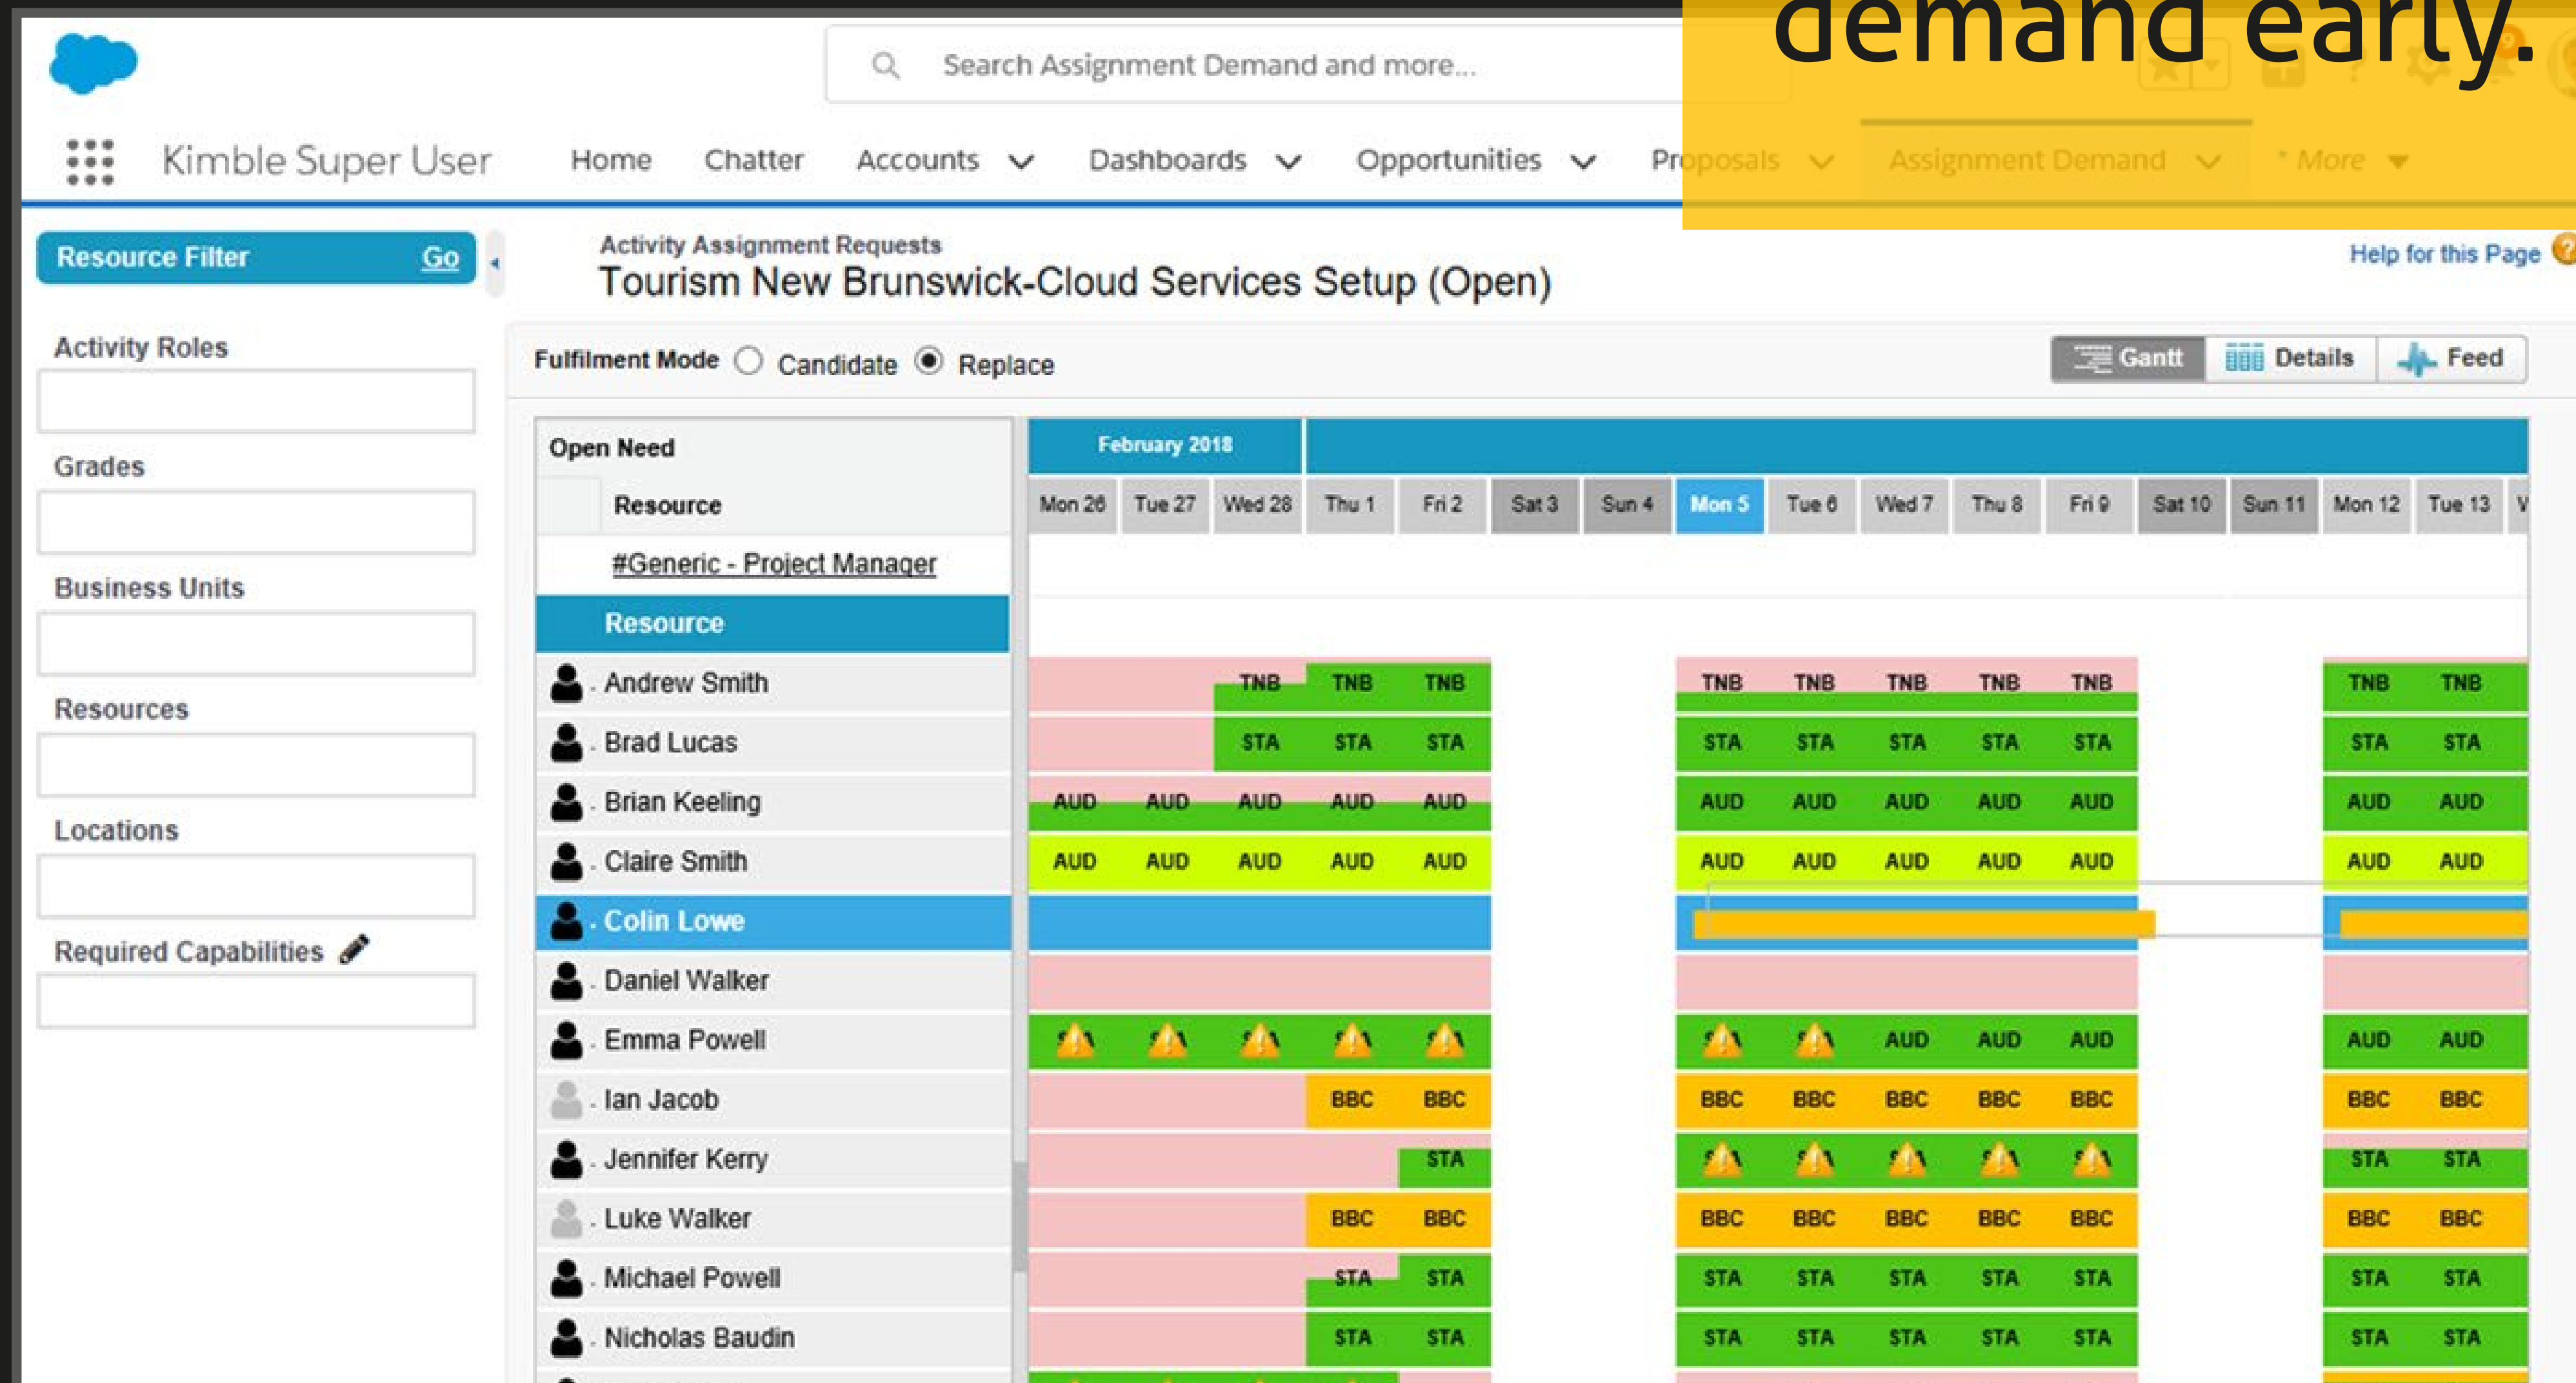 demand early.
Search Assignment Demand and more...
Kimble Super User Home Chatter Accounts Dashboards Opportunities Proposals Assignment Demand * More
Resource Filter Go
Activity Assignment Requests
Tourism New Brunswick-Cloud Services Setup (Open)
Help for this Page
Activity Roles
Grades
Business Units
Resources
Locations
Required Capabilities
Fulfilment Mode Candidate Replace
Gantt Details Feed
Open Need February 2018
Resource Mon 26 Tue 27 Wed 28 Thu 1 Fri 2 Sat 3 Sun 4 Mon 5 Tue 6 Wed 7 Thu 8 Fri 9 Sat 10 Sun 11 Mon 12 Tue 13
#Generic - Project Manager
Resource
Andrew Smith TNB TNB TNB TNB TNB TNB TNB TNB TNB TNB
Brad Lucas STA STA STA STA STA STA STA STA STA STA
Brian Keeling AUD AUD AUD AUD AUD AUD AUD AUD AUD AUD AUD AUD
Claire Smith AUD AUD AUD AUD AUD AUD AUD AUD AUD AUD AUD AUD
Colin Lowe
Daniel Walker
Emma Powell AUD AUD AUD AUD AUD
Ian Jacob BBC BBC BBC BBC BBC BBC BBC BBC BBC
Jennifer Kerry STA STA STA
Luke Walker BBC BBC BBC BBC BBC BBC BBC BBC BBC
Michael Powell STA STA STA STA STA STA STA STA STA
Nicholas Baudin STA STA STA STA STA STA STA STA STA